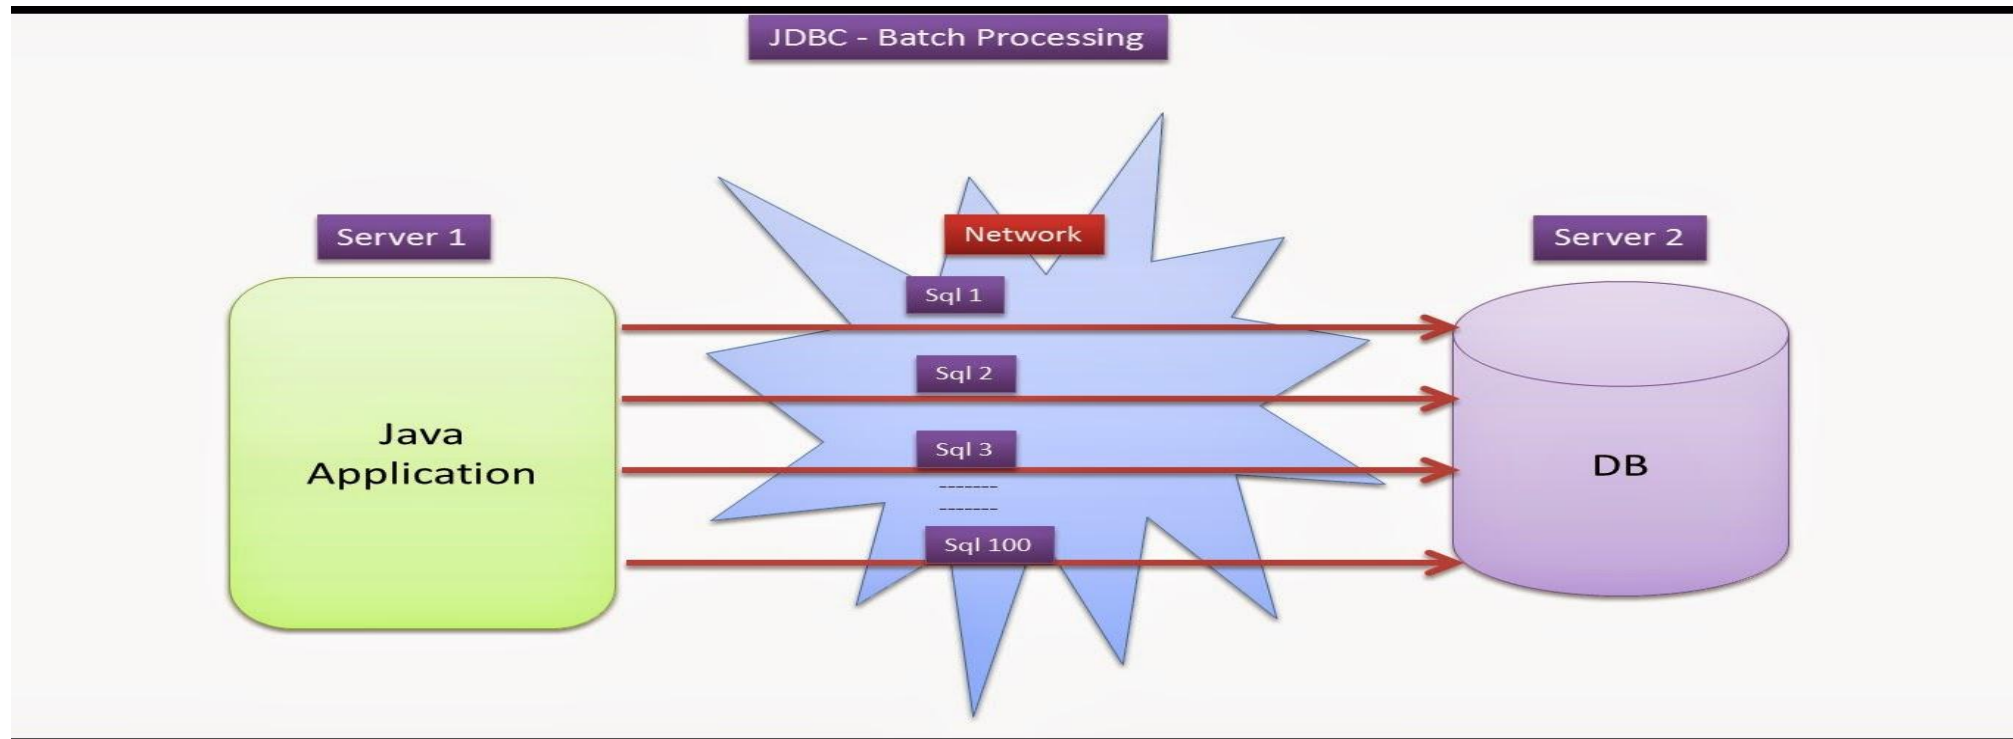 JDBC - Batch Processing
Server 1
Network
Server 2
Sql 1
Sql 2
Sql 3
Java
Application
DB
-------
-------
Sql 100